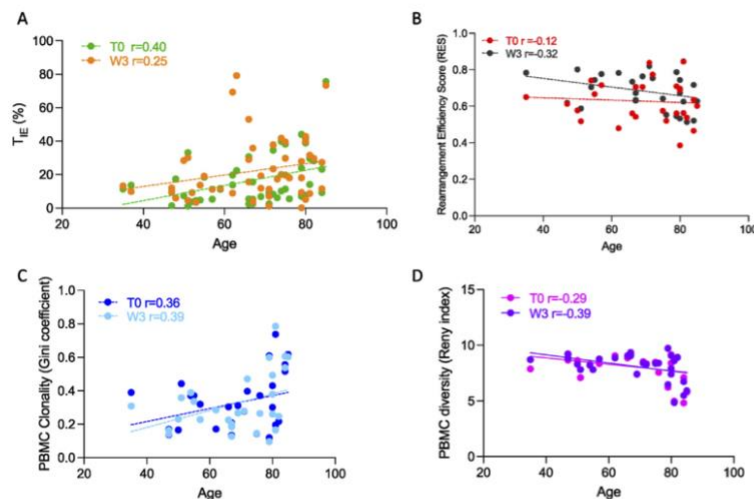 A
T0 r=0.40
W3 r=0.25
100
80
60
40
20
0
20 40 60 80 100
T_IE (%)
Age
B
T0 r=-0.12
W3 r=-0.32
1.0
0.8
0.6
0.4
0.2
0.0
20 40 60 80 100
Rearrangement Efficiency Score (RES)
Age
C
T0 r=0.36
W3 r=0.39
1.0
0.8
0.6
0.4
0.2
0.0
20 40 60 80 100
PBMC Clonality (Gini coefficient)
Age
D
T0 r=-0.29
W3 r=-0.39
15
10
5
0
20 40 60 80 100
PBMC diversity (Reny index)
Age